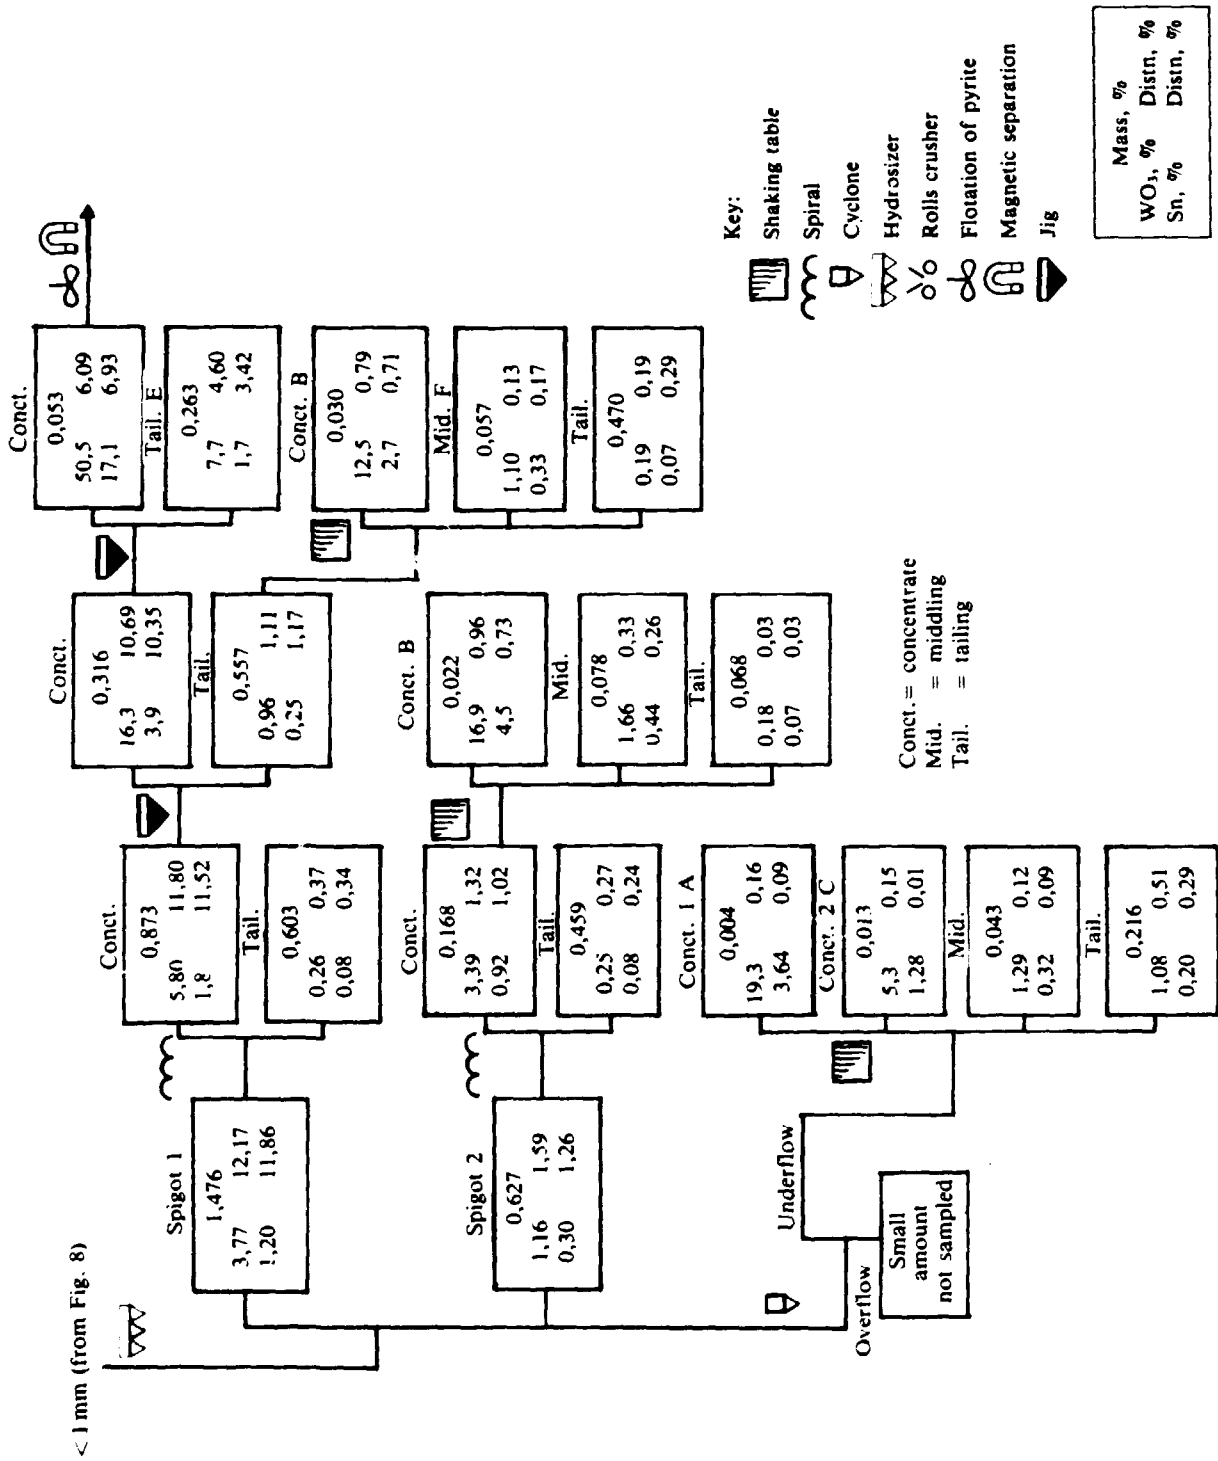 < 1 mm (from Fig. 8)
Spigot 1
1,476
3,77 12,17
1,20 11,86
Conct.
0,873
5,80 11,80
1,8 11,52
Tail.
0,603
0,26 0,37
0,08 0,34
Conct.
0,316
16,3 10,69
3,9 10,35
Tail.
0,557
0,96 1,11
0,25 1,17
Conct.
0,053
50,5 6,09
17,1 6,93
Tail. E
0,263
7,7 4,60
1,7 3,42
Conct. B
0,030
12,5 0,79
2,7 0,71
Mid. F
0,057
1,10 0,13
0,33 0,17
Tail.
0,470
0,19 0,19
0,07 0,29
Spigot 2
0,627
1,16 1,59
0,30 1,26
Conct.
0,168
3,39 1,32
0,92 1,02
Tail.
0,459
0,25 0,27
0,08 0,24
Conct. B
0,022
16,9 0,96
4,5 0,73
Mid.
0,078
1,66 0,33
0,44 0,26
Tail.
0,068
0,18 0,03
0,07 0,03
Underflow
Overflow
Small
amount
not sampled
Conct. 1 A
0,004
19,3 0,16
3,64 0,09
Conct. 2 C
0,013
5,3 0,15
1,28 0,01
Mid.
0,043
1,29 0,12
0,32 0,09
Tail.
0,216
1,08 0,51
0,20 0,29
Conct. = concentrate
Mid. = middling
Tail. = tailing
Key:
Shaking table
Spiral
Cyclone
Hydrosizer
Rolls crusher
Flotation of pyrite
Magnetic separation
Jig
Mass, %
WO₃, % Distn, %
Sn, % Distn, %